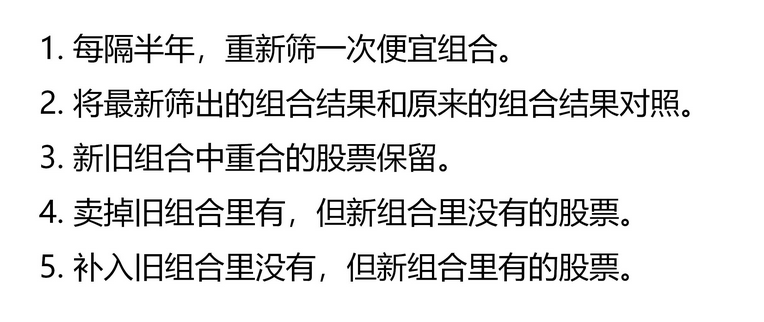 1. 每隔半年，重新筛一次便宜组合。
2. 将最新筛出的组合结果和原来的组合结果对照。
3. 新旧组合中重合的股票保留。
4. 卖掉旧组合里有，但新组合里没有的股票。
5. 补入旧组合里没有，但新组合里有的股票。